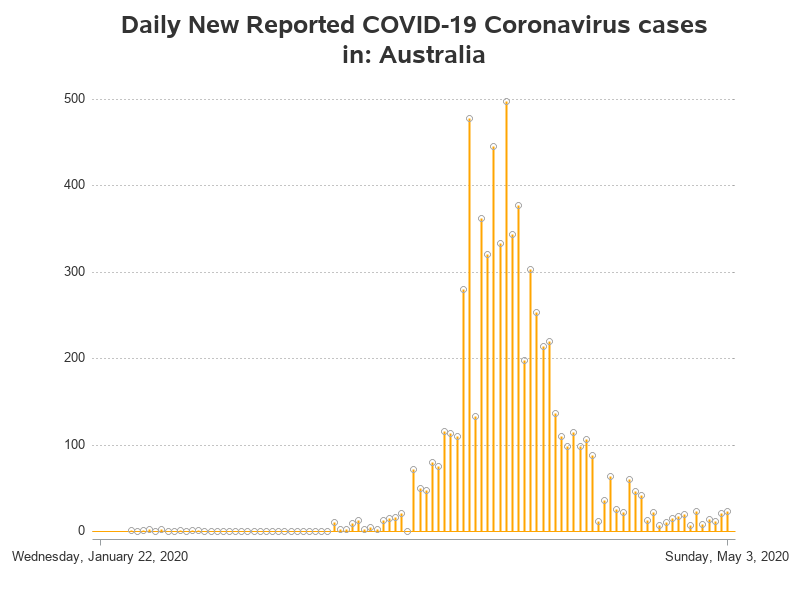 Daily New Reported COVID-19 Coronavirus cases
in: Australia
500
400
300
200
100
0
Wednesday, January 22, 2020
Sunday, May 3, 2020